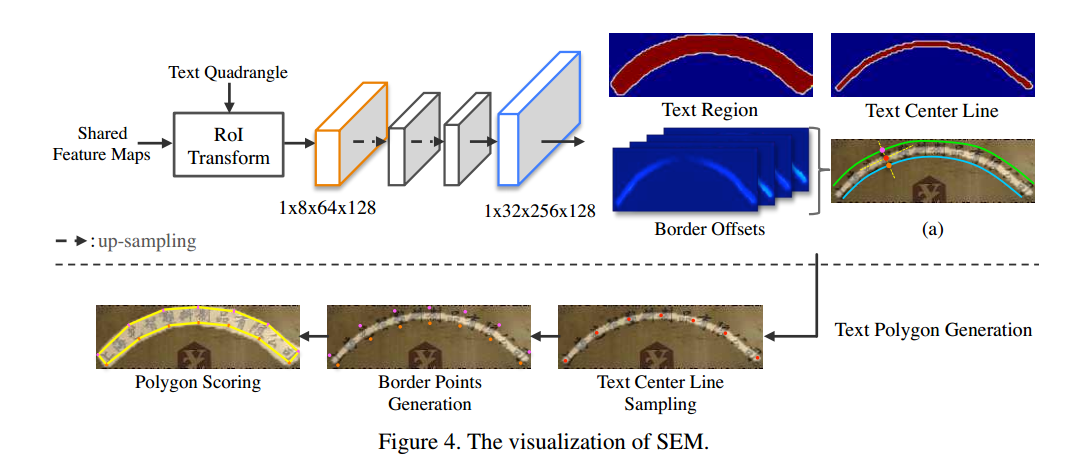 Text Quadrangle
Shared
Feature Maps
RoI
Transform
1x8x64x128
1x32x256x128
Text Region
Text Center Line
Border Offsets
(a)
: up-sampling
Text Polygon Generation
Polygon Scoring
Border Points
Generation
Text Center Line
Sampling
Figure 4. The visualization of SEM.